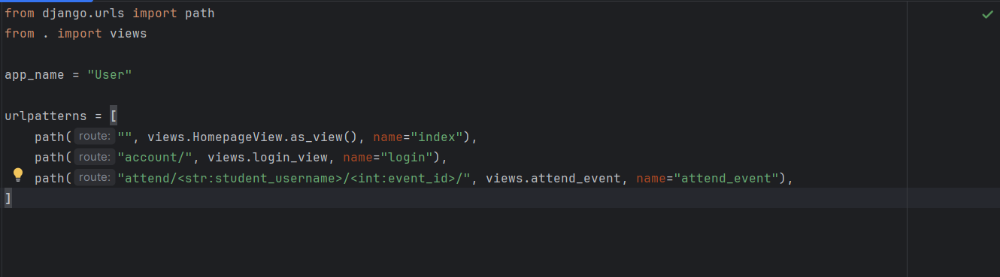 from django.urls import path
from . import views
app_name = "User"
urlpatterns = [
path( route: "", views.HomepageView.as_view(), name="index"),
path( route: "account/", views.login_view, name="login"),
path( route: "attend/<str:student_username>/<int:event_id>/", views.attend_event, name="attend_event"),
]